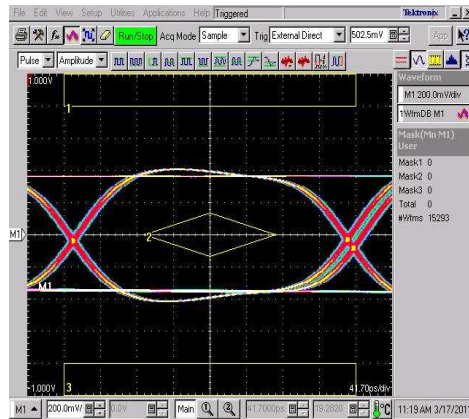 File Edit View Setup Utilities Applications Help Triggered Tektronix
Run/Stop Acq Mode Sample Trig External Direct 502.5mV App
Pulse Amplitude
1.000V
Waveform
M1 200.0mV/div
1WfmDB M1
Mask(Mn M1)
User
Mask1 0
Mask2 0
Mask3 0
Total 0
#Wfms 15293
1
2
M1
M1
3
-1.000V
41.70ps/div
M1 200.0mV 0.0V Main 41.7000ps 19.2820 °C 11:19 AM 3/17/201